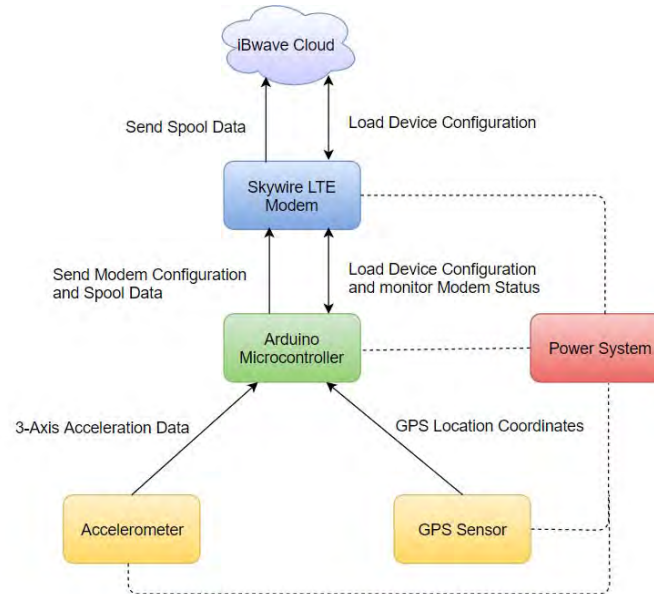 iBwave Cloud
Send Spool Data
Load Device Configuration
Skywire LTE
Modem
Send Modem Configuration
and Spool Data
Load Device Configuration
and monitor Modem Status
Arduino
Microcontroller
Power System
3-Axis Acceleration Data
GPS Location Coordinates
Accelerometer
GPS Sensor